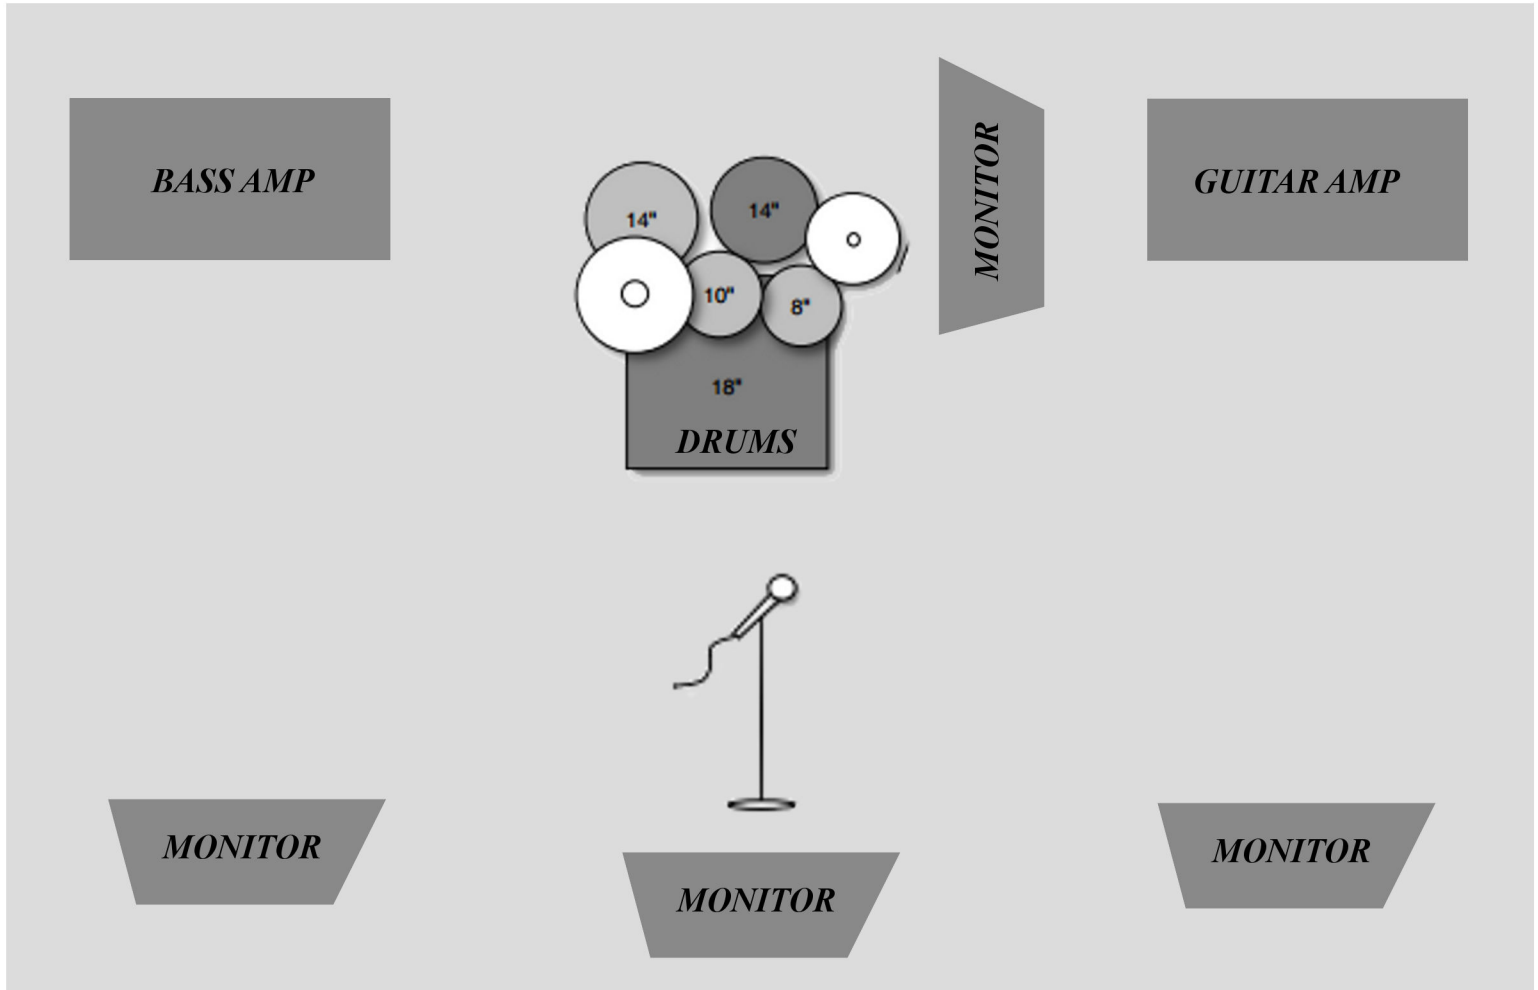 BASS AMP
MONITOR
GUITAR AMP
14"
14"
10"
8"
18"
DRUMS
MONITOR
MONITOR
MONITOR